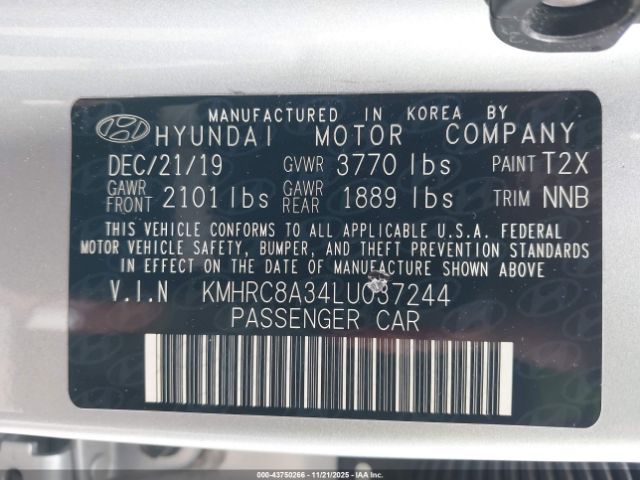 MANUFACTURED IN KOREA BY
HYUNDAI MOTOR COMPANY
DEC/21/19 GVWR 3770 lbs PAINT T2X
GAWR FRONT 2101 lbs GAWR REAR 1889 lbs TRIM NNB
THIS VEHICLE CONFORMS TO ALL APPLICABLE U.S.A. FEDERAL
MOTOR VEHICLE SAFETY, BUMPER, AND THEFT PREVENTION STANDARDS
IN EFFECT ON THE DATE OF MANUFACTURE SHOWN ABOVE
V.I.N KMHRC8A34LU037244
PASSENGER CAR
000-43750266 - 11/21/2025 - IAAI